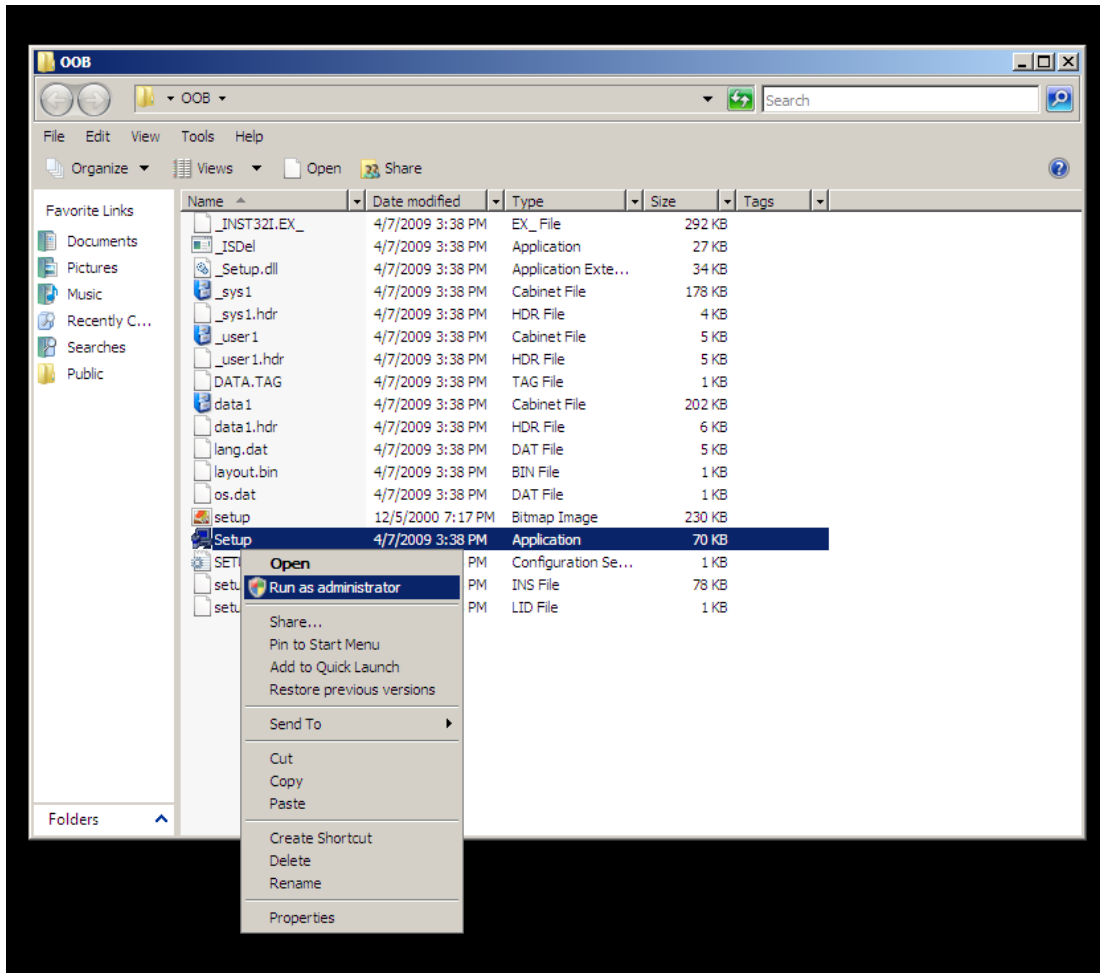 OOB
OOB
Search
File Edit View Tools Help
Organize Views Open Share
Favorite Links
Documents
Pictures
Music
Recently C...
Searches
Public
Folders
Name Date modified Type Size Tags
_INST32I.EX_ 4/7/2009 3:38 PM EX_ File 292 KB
_ISDel 4/7/2009 3:38 PM Application 27 KB
_Setup.dll 4/7/2009 3:38 PM Application Exte... 34 KB
_sys1 4/7/2009 3:38 PM Cabinet File 178 KB
_sys1.hdr 4/7/2009 3:38 PM HDR File 4 KB
_user1 4/7/2009 3:38 PM Cabinet File 5 KB
_user1.hdr 4/7/2009 3:38 PM HDR File 5 KB
DATA.TAG 4/7/2009 3:38 PM TAG File 1 KB
data1 4/7/2009 3:38 PM Cabinet File 202 KB
data1.hdr 4/7/2009 3:38 PM HDR File 6 KB
lang.dat 4/7/2009 3:38 PM DAT File 5 KB
layout.bin 4/7/2009 3:38 PM BIN File 1 KB
os.dat 4/7/2009 3:38 PM DAT File 1 KB
setup 12/5/2000 7:17 PM Bitmap Image 230 KB
Setup 4/7/2009 3:38 PM Application 70 KB
SET PM Configuration Se... 1 KB
setu PM INS File 78 KB
setu PM LID File 1 KB
Open
Run as administrator
Share...
Pin to Start Menu
Add to Quick Launch
Restore previous versions
Send To
Cut
Copy
Paste
Create Shortcut
Delete
Rename
Properties